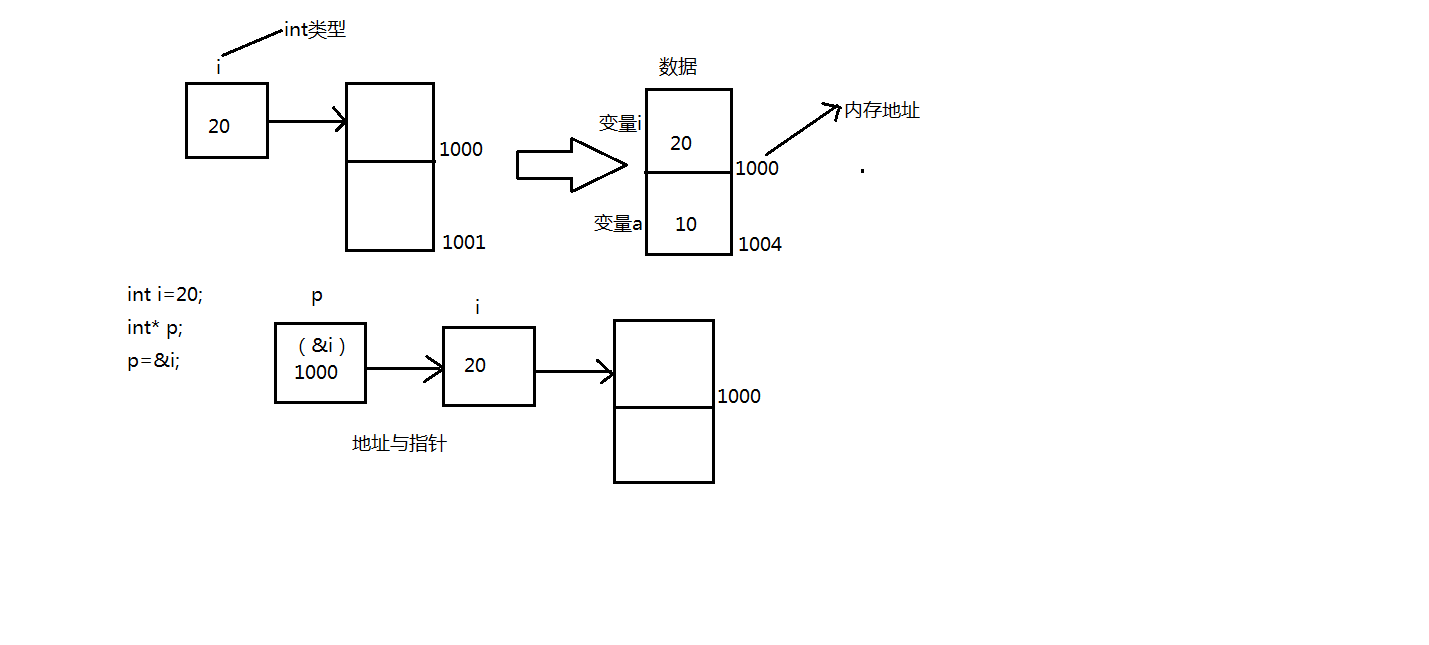 int类型
i
20
1000
1001
数据
变量i
20
1000
内存地址
变量a
10
1004
int i=20;
int* p;
p=&i;
p
（&i）
1000
i
20
1000
地址与指针